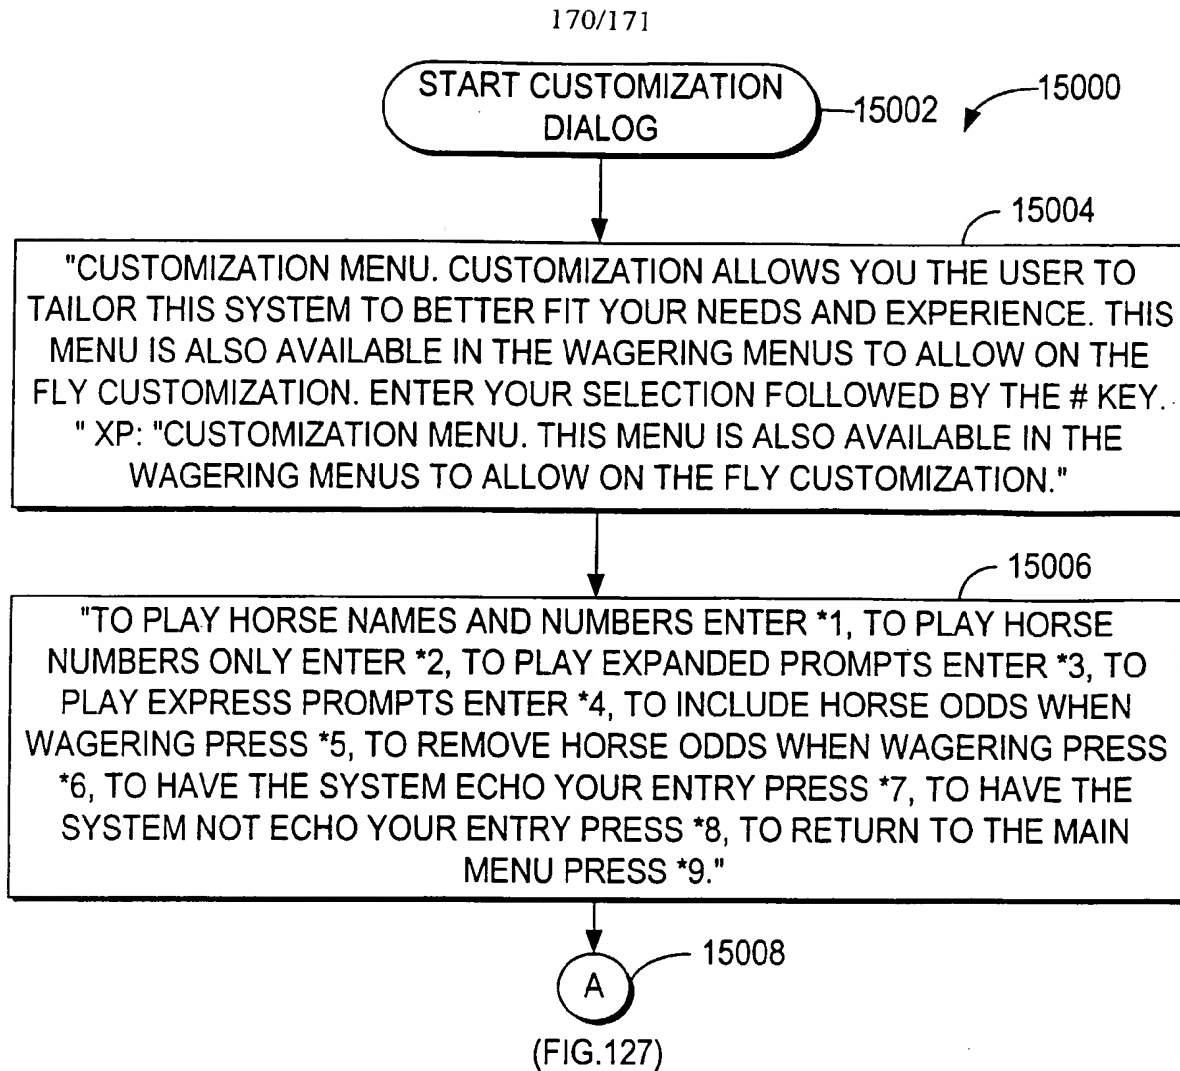 170/171
START CUSTOMIZATION
DIALOG
15002
15000
15004
"CUSTOMIZATION MENU. CUSTOMIZATION ALLOWS YOU THE USER TO
TAILOR THIS SYSTEM TO BETTER FIT YOUR NEEDS AND EXPERIENCE. THIS
MENU IS ALSO AVAILABLE IN THE WAGERING MENUS TO ALLOW ON THE
FLY CUSTOMIZATION. ENTER YOUR SELECTION FOLLOWED BY THE # KEY.
" XP: "CUSTOMIZATION MENU. THIS MENU IS ALSO AVAILABLE IN THE
WAGERING MENUS TO ALLOW ON THE FLY CUSTOMIZATION."
15006
"TO PLAY HORSE NAMES AND NUMBERS ENTER *1, TO PLAY HORSE
NUMBERS ONLY ENTER *2, TO PLAY EXPANDED PROMPTS ENTER *3, TO
PLAY EXPRESS PROMPTS ENTER *4, TO INCLUDE HORSE ODDS WHEN
WAGERING PRESS *5, TO REMOVE HORSE ODDS WHEN WAGERING PRESS
*6, TO HAVE THE SYSTEM ECHO YOUR ENTRY PRESS *7, TO HAVE THE
SYSTEM NOT ECHO YOUR ENTRY PRESS *8, TO RETURN TO THE MAIN
MENU PRESS *9."
15008
A
(FIG.127)